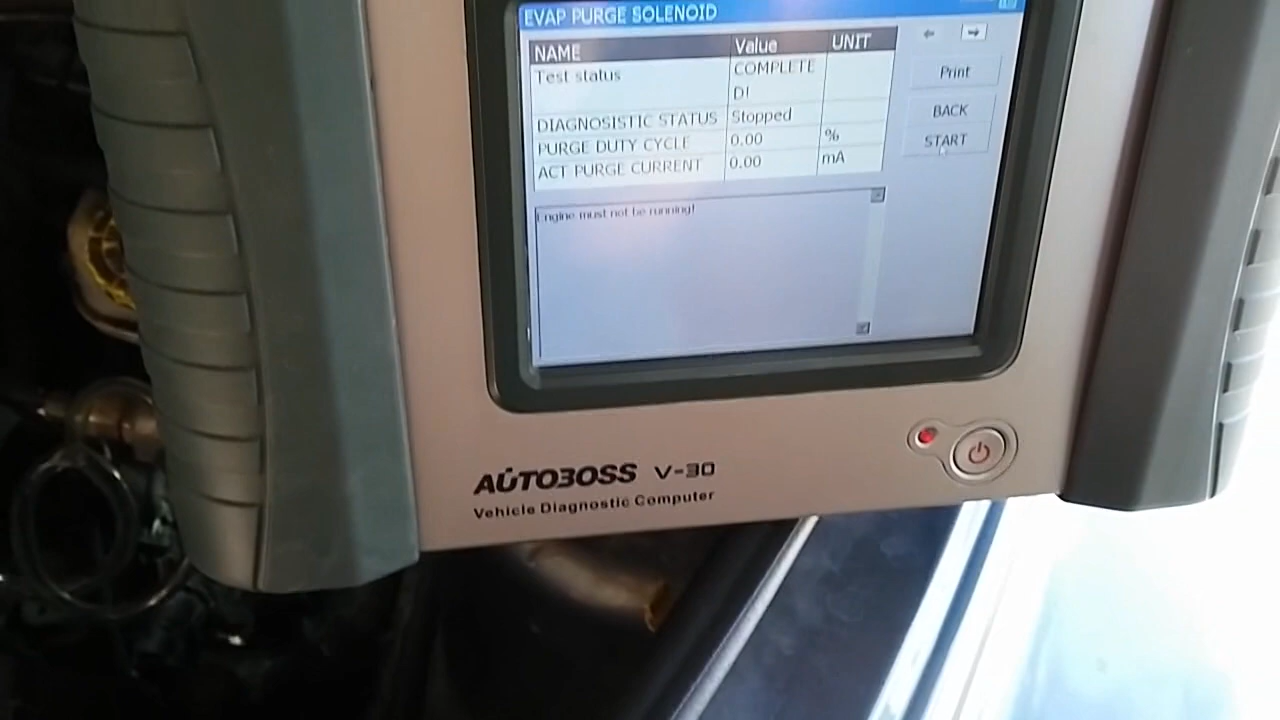 EVAP PURGE SOLENOID
NAME Value UNIT
Test status COMPLETE
D!
DIAGNOSISTIC STATUS Stopped
PURGE DUTY CYCLE 0.00 %
ACT PURGE CURRENT 0.00 mA
Print
BACK
START
Engine must not be running!
AUTOBOSS V-30
Vehicle Diagnostic Computer